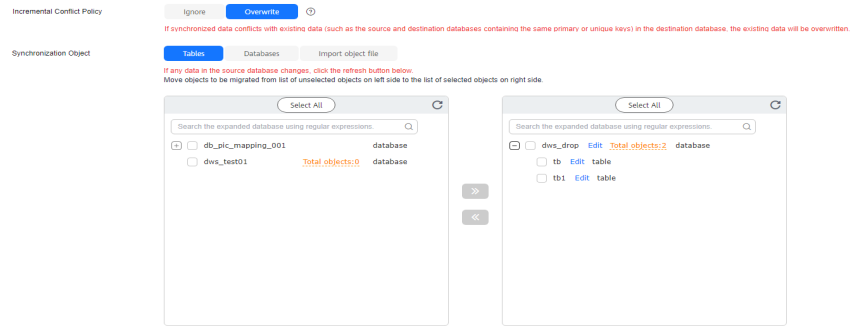 Incremental Conflict Policy
Ignore
Overwrite
?
If synchronized data conflicts with existing data (such as the source and destination databases containing the same primary or unique keys) in the destination database, the existing data will be overwritten.
Synchronization Object
Tables
Databases
Import object file
If any data in the source database changes, click the refresh button below.
Move objects to be migrated from list of unselected objects on left side to the list of selected objects on right side.
Select All
Search the expanded database using regular expressions.
db_pic_mapping_001 database
dws_test01 Total objects:0 database
Select All
Search the expanded database using regular expressions.
dws_drop Edit Total objects:2 database
tb Edit table
tb1 Edit table